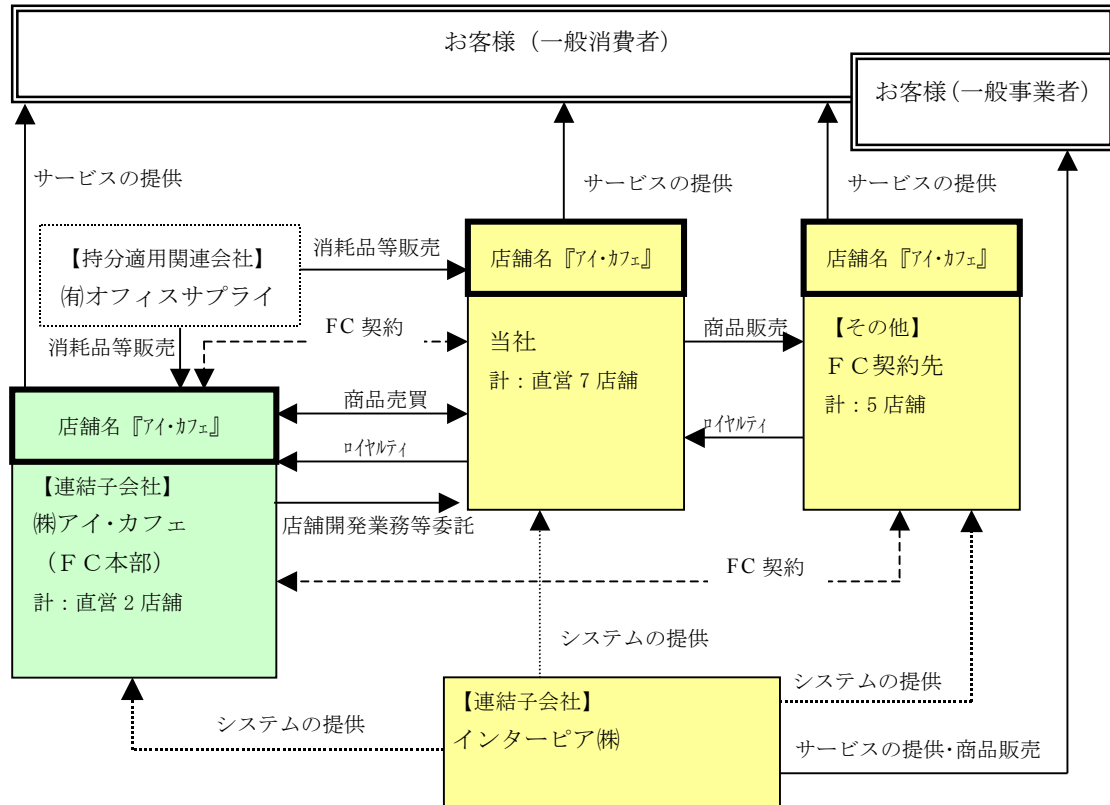 お客様（一般消費者）
お客様（一般事業者）
サービスの提供
サービスの提供
サービスの提供
【持分適用関連会社】
㈲オフィスサプライ
消耗品等販売
店舗名『ｱｲ･ｶﾌｪ』
店舗名『ｱｲ･ｶﾌｪ』
FC 契約
消耗品等販売
当社
計：直営 7 店舗
商品販売
【その他】
ＦＣ契約先
計：5 店舗
商品売買
ﾛｲﾔﾙﾃｨ
ﾛｲﾔﾙﾃｨ
店舗名『ｱｲ･ｶﾌｪ』
【連結子会社】
㈱アイ・カフェ
（ＦＣ本部）
計：直営 2 店舗
店舗開発業務等委託
FC 契約
システムの提供
システムの提供
システムの提供
【連結子会社】
インターピア㈱
サービスの提供・商品販売